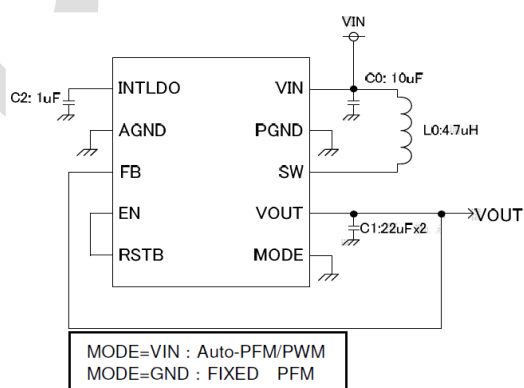 VIN
C0: 10uF
C2: 1uF
INTLDO
VIN
AGND
PGND
L0:4.7uH
FB
SW
EN
VOUT
VOUT
C1:22uFx2
RSTB
MODE
MODE=VIN : Auto-PFM/PWM
MODE=GND : FIXED PFM